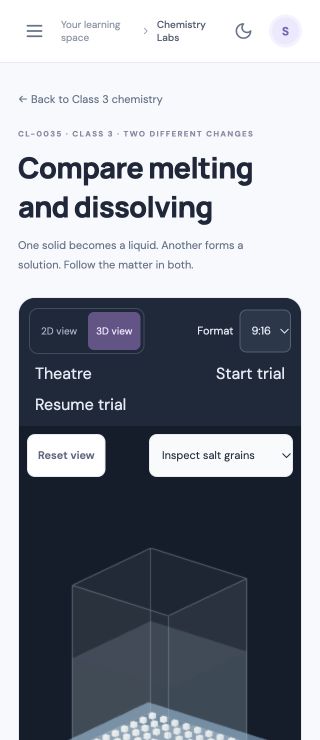 Your learning space
Chemistry Labs
S
← Back to Class 3 chemistry
CL-0035 · CLASS 3 · TWO DIFFERENT CHANGES
Compare melting
and dissolving
One solid becomes a liquid. Another forms a
solution. Follow the matter in both.
2D view
3D view
Format
9:16
Theatre
Start trial
Resume trial
Reset view
Inspect salt grains